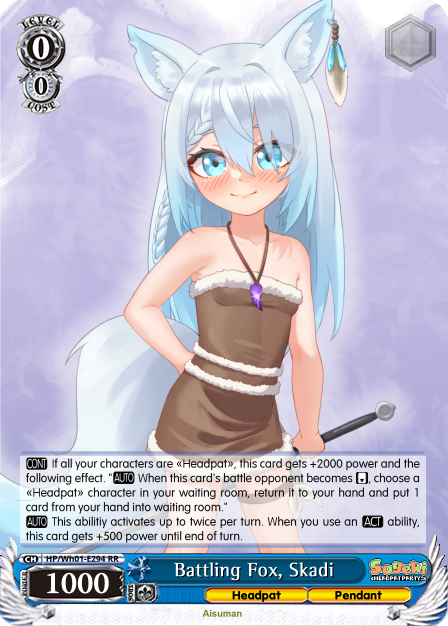 LEVEL
0
0
COST
CONT If all your characters are «Headpat», this card gets +2000 power and the
following effect. "AUTO When this card's battle opponent becomes [ ], choose a
«Headpat» character in your waiting room, return it to your hand and put 1
card from your hand into waiting room."
AUTO This abilitiy activates up to twice per turn. When you use an ACT ability,
this card gets +500 power until end of turn.
CH HP/Wh01-E294 RR
POWER 1000 SOUL Battling Fox, Skadi
Sayuki
HEADPAT PARTY
Headpat Pendant
Aisuman